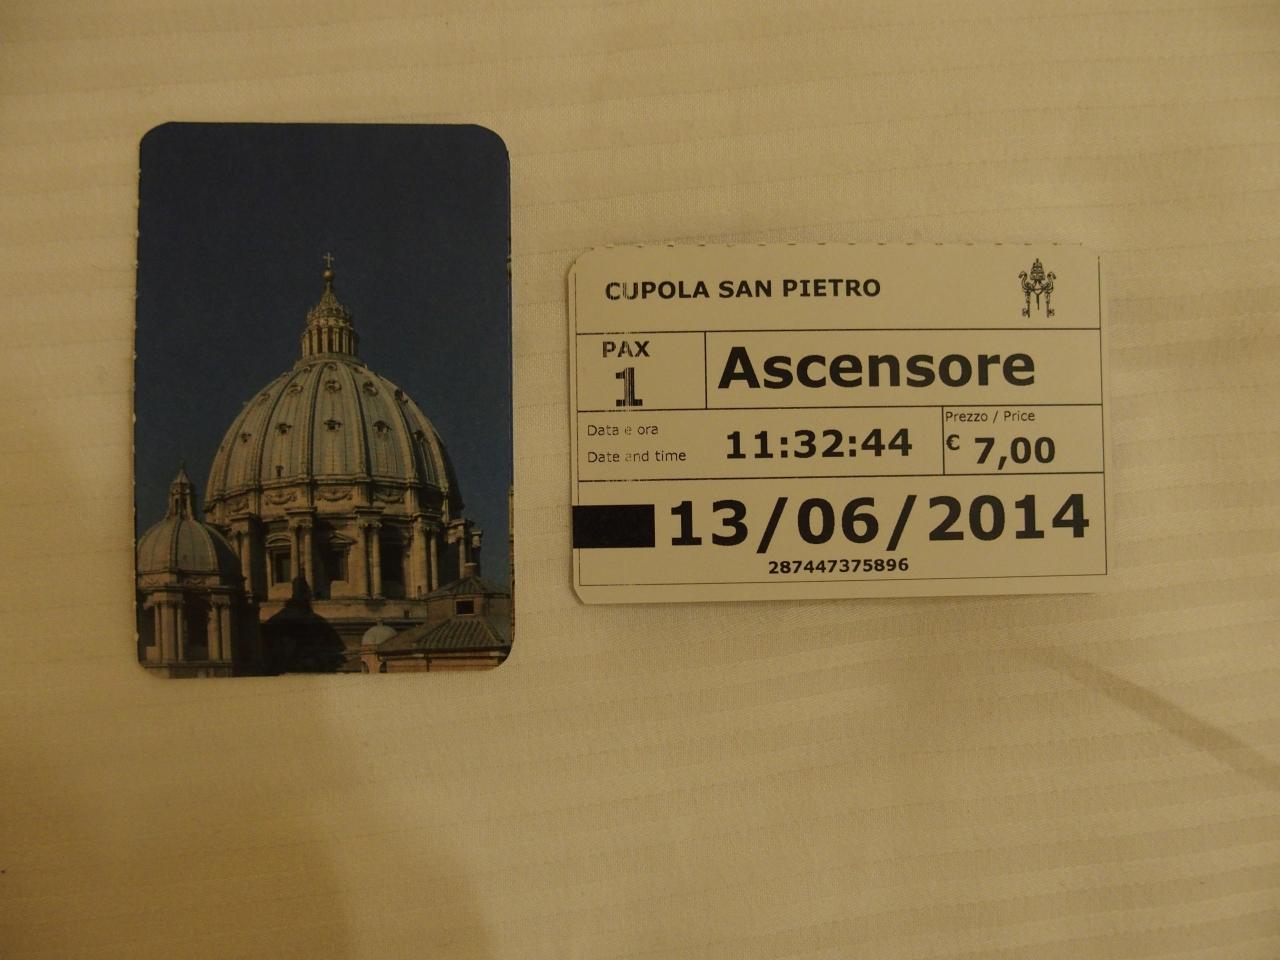 CUPOLA SAN PIETRO
PAX
1
Ascensore
Data e ora
Date and time
11:32:44
Prezzo / Price
€ 7,00
13/06/2014
287447375896